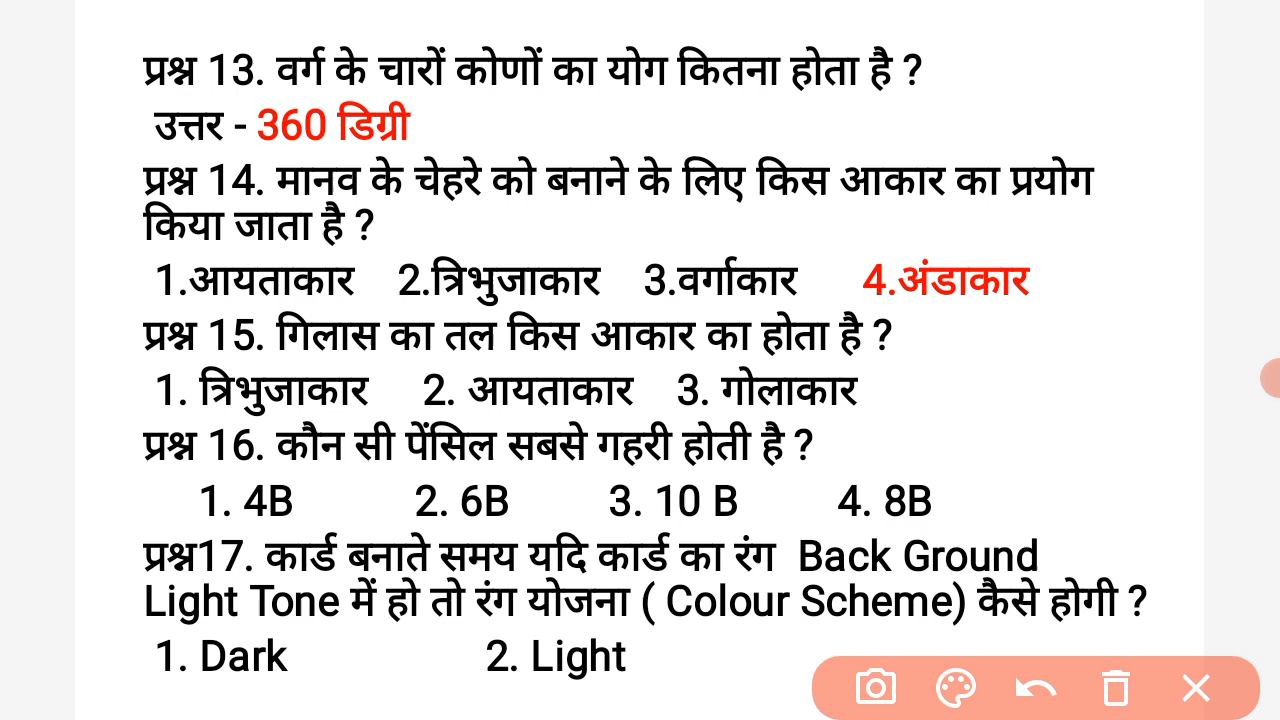 प्रश्न 13. वर्ग के चारों कोणों का योग कितना होता है ?
उत्तर - 360 डिग्री
प्रश्न 14. मानव के चेहरे को बनाने के लिए किस आकार का प्रयोग
किया जाता है ?
1.आयताकार 2.त्रिभुजाकार 3.वर्गाकार 4.अंडाकार
प्रश्न 15. गिलास का तल किस आकार का होता है ?
1. त्रिभुजाकार 2. आयताकार 3. गोलाकार
प्रश्न 16. कौन सी पेंसिल सबसे गहरी होती है ?
1. 4B 2. 6B 3. 10 B 4. 8B
प्रश्न17. कार्ड बनाते समय यदि कार्ड का रंग Back Ground
Light Tone में हो तो रंग योजना ( Colour Scheme) कैसे होगी ?
1. Dark 2. Light